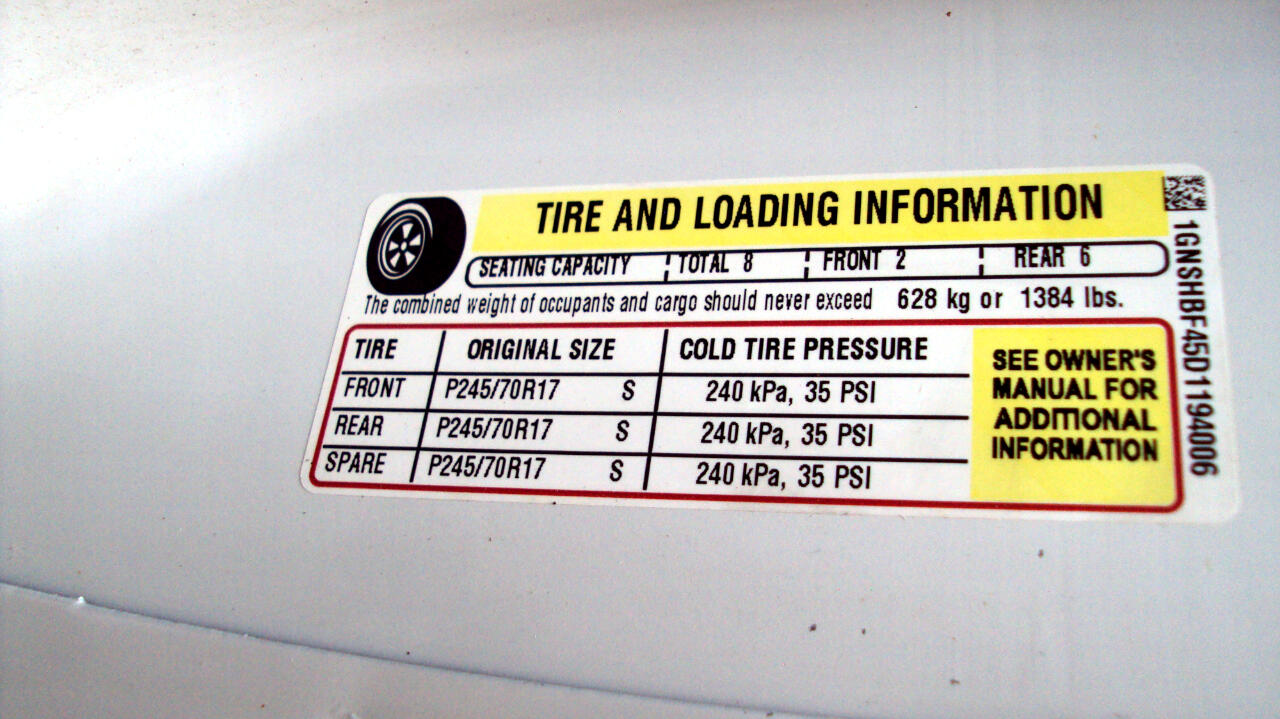 TIRE AND LOADING INFORMATION
SEATING CAPACITY TOTAL 8 FRONT 2 REAR 6
The combined weight of occupants and cargo should never exceed 628 kg or 1384 lbs.
TIRE ORIGINAL SIZE COLD TIRE PRESSURE
FRONT P245/70R17 S 240 kPa, 35 PSI
REAR P245/70R17 S 240 kPa, 35 PSI
SPARE P245/70R17 S 240 kPa, 35 PSI
SEE OWNER'S
MANUAL FOR
ADDITIONAL
INFORMATION
1GNSHBF45D1194006